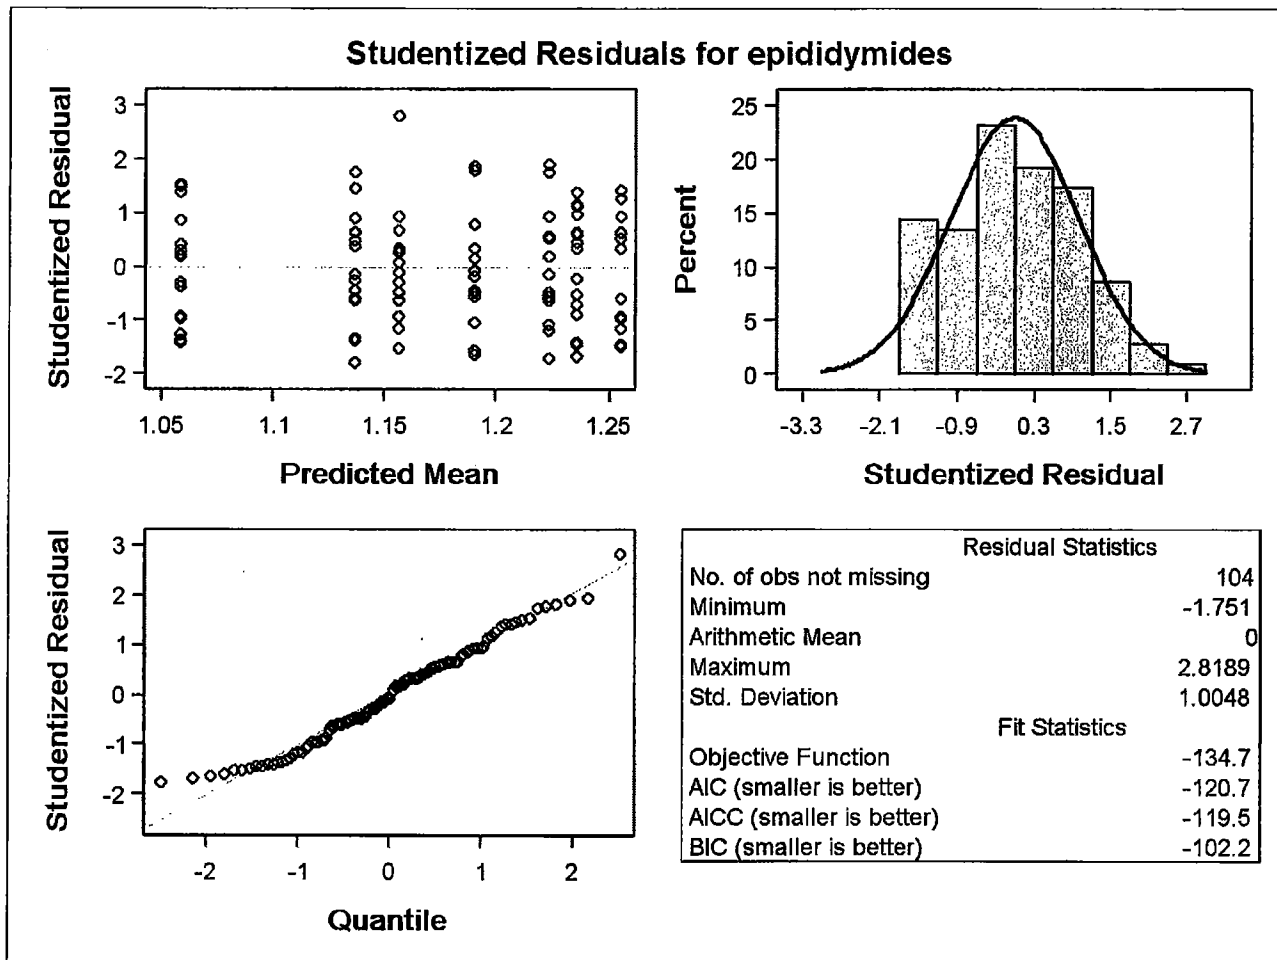 Studentized Residuals for epididymides
Studentized Residual
3
2
1
0
-1
-2
1.05 1.1 1.15 1.2 1.25
Predicted Mean
Percent
25
20
15
10
5
0
-3.3 -2.1 -0.9 0.3 1.5 2.7
Studentized Residual
Studentized Residual
3
2
1
0
-1
-2
-2 -1 0 1 2
Quantile
Residual Statistics
No. of obs not missing 104
Minimum -1.751
Arithmetic Mean 0
Maximum 2.8189
Std. Deviation 1.0048
Fit Statistics
Objective Function -134.7
AIC (smaller is better) -120.7
AICC (smaller is better) -119.5
BIC (smaller is better) -102.2